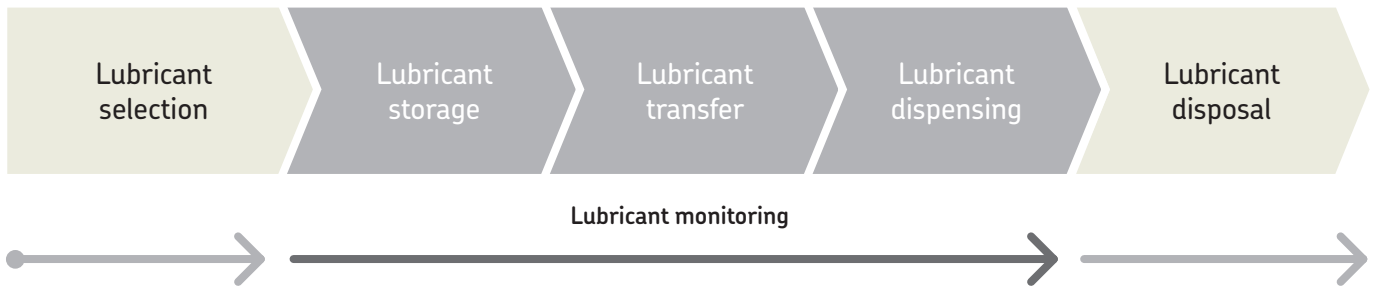 Lubricant
selection
Lubricant
storage
Lubricant
transfer
Lubricant
dispensing
Lubricant
disposal
Lubricant monitoring